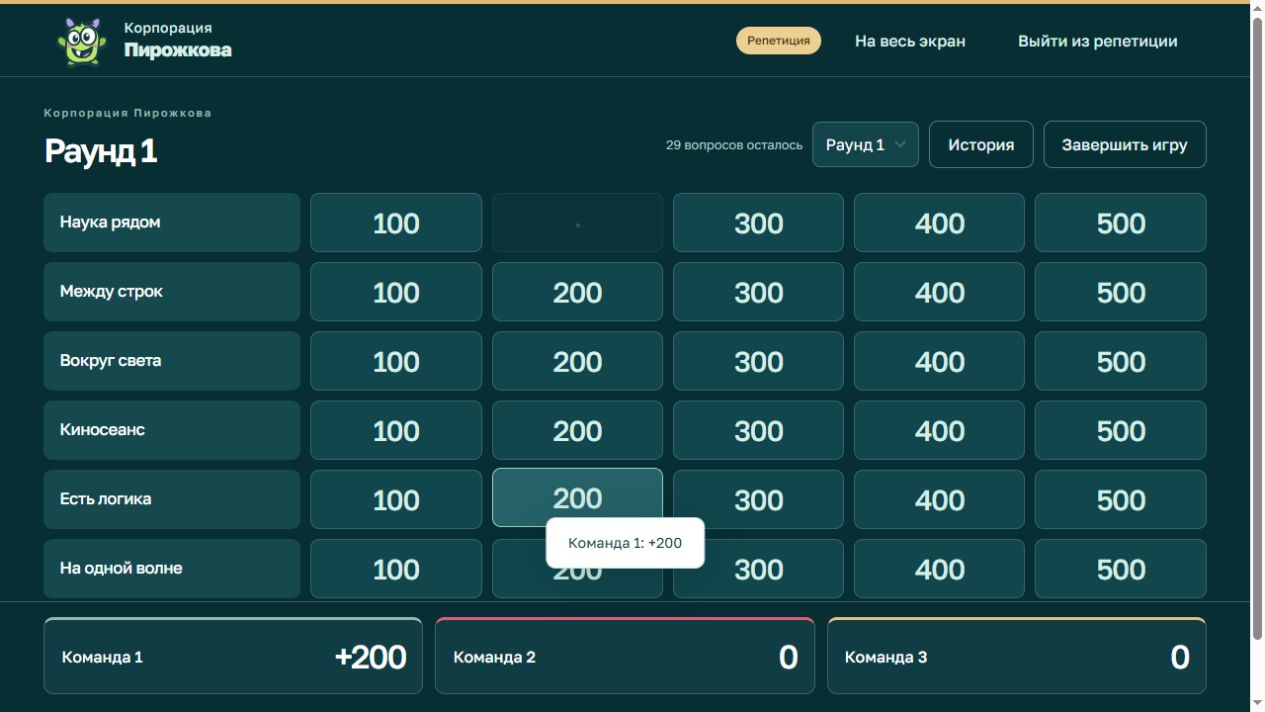 Корпорация
Пирожкова
Репетиция
На весь экран
Выйти из репетиции
Корпорация Пирожкова
Раунд 1
29 вопросов осталось
Раунд 1
История
Завершить игру
Наука рядом
100
300
400
500
Между строк
100
200
300
400
500
Вокруг света
100
200
300
400
500
Киносеанс
100
200
300
400
500
Есть логика
100
200
300
400
500
Команда 1: +200
На одной волне
100
200
300
400
500
Команда 1
+200
Команда 2
0
Команда 3
0